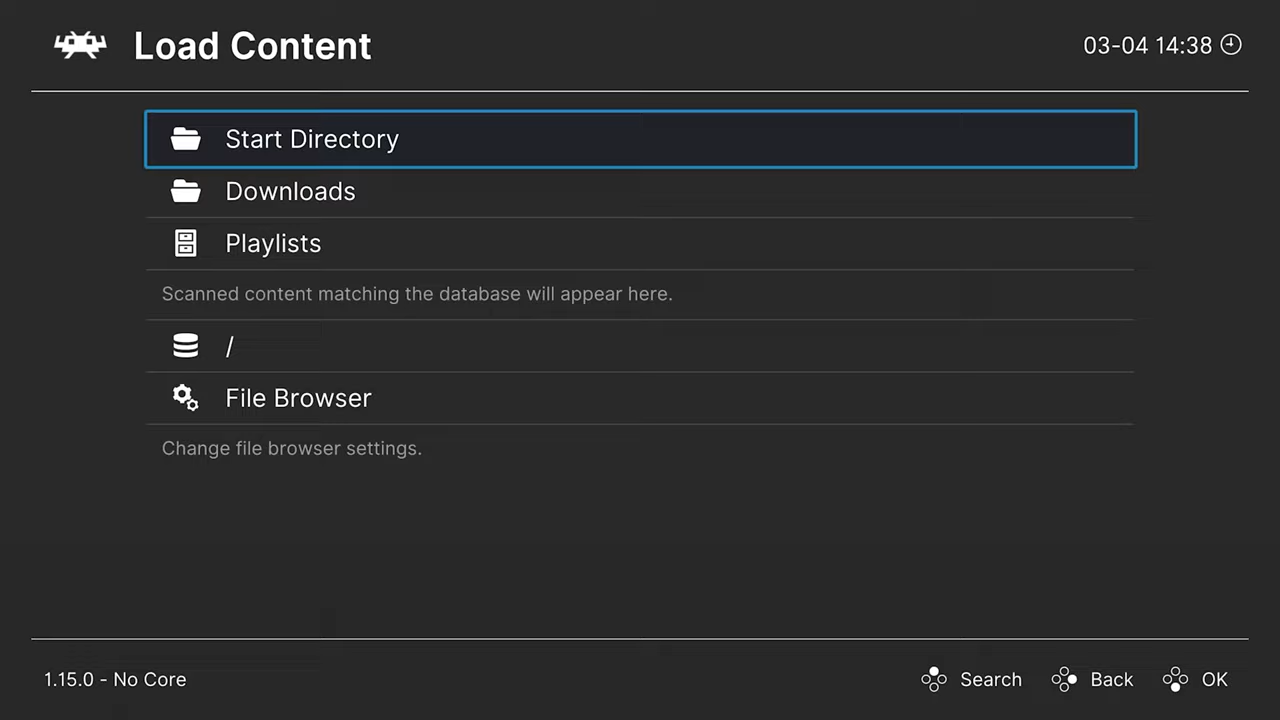 Load Content
03-04 14:38
Start Directory
Downloads
Playlists
Scanned content matching the database will appear here.
/
File Browser
Change file browser settings.
1.15.0 - No Core
Search Back OK